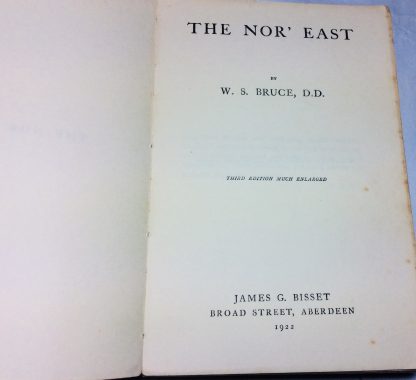 THE NOR' EAST
BY
W. S. BRUCE, D.D.
THIRD EDITION MUCH ENLARGED
JAMES G. BISSET
BROAD STREET, ABERDEEN
1922